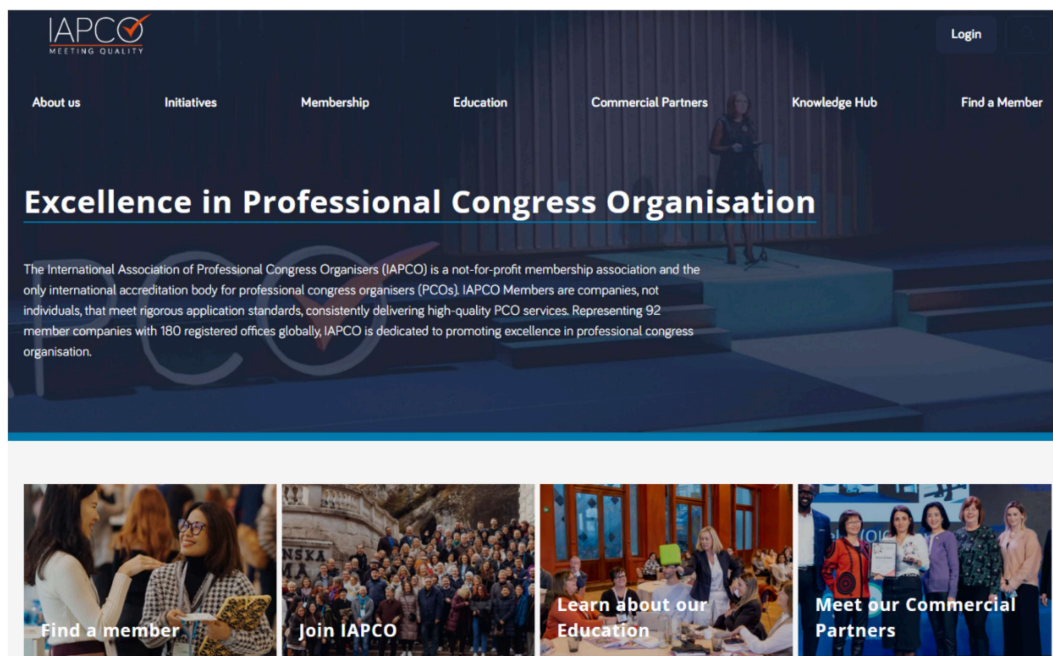 IAPCO
MEETING QUALITY
Login
About us
Initiatives
Membership
Education
Commercial Partners
Knowledge Hub
Find a Member
Excellence in Professional Congress Organisation
The International Association of Professional Congress Organisers (IAPCO) is a not-for-profit membership association and the
only international accreditation body for professional congress organisers (PCOs). IAPCO Members are companies, not
individuals, that meet rigorous application standards, consistently delivering high-quality PCO services. Representing 92
member companies with 180 registered offices globally, IAPCO is dedicated to promoting excellence in professional congress
organisation.
PCO
NSKA
Find a member
Join IAPCO
Learn about our
Education
Meet our Commercial
Partners